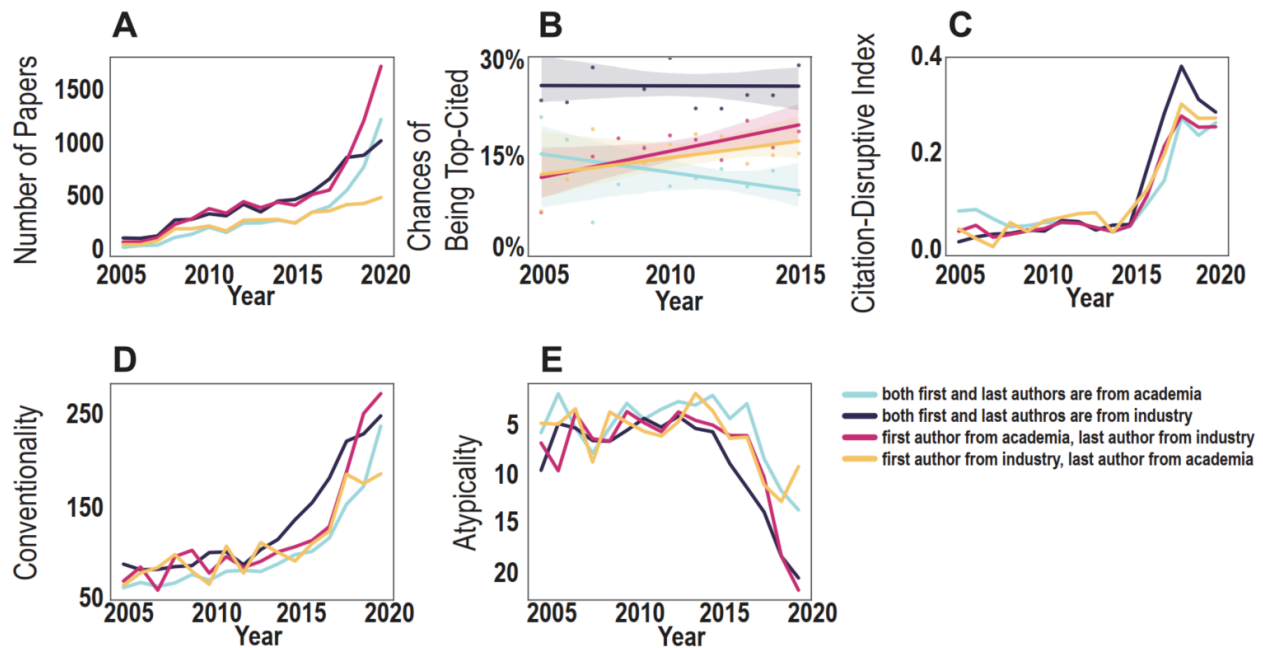 A
B
C
Number of Papers
1500
1000
500
0
2005 2010 2015 2020
Year
Chances of
Being Top-Cited
30%
15%
0%
2005 2010 2015
Year
Citation-Disruptive Index
0.4
0.2
0.0
2005 2010 2015 2020
Year
D
E
Conventionality
250
150
50
2005 2010 2015 2020
Year
Atypicality
5
10
15
20
2005 2010 2015 2020
Year
both first and last authors are from academia
both first and last authros are from industry
first author from academia, last author from industry
first author from industry, last author from academia